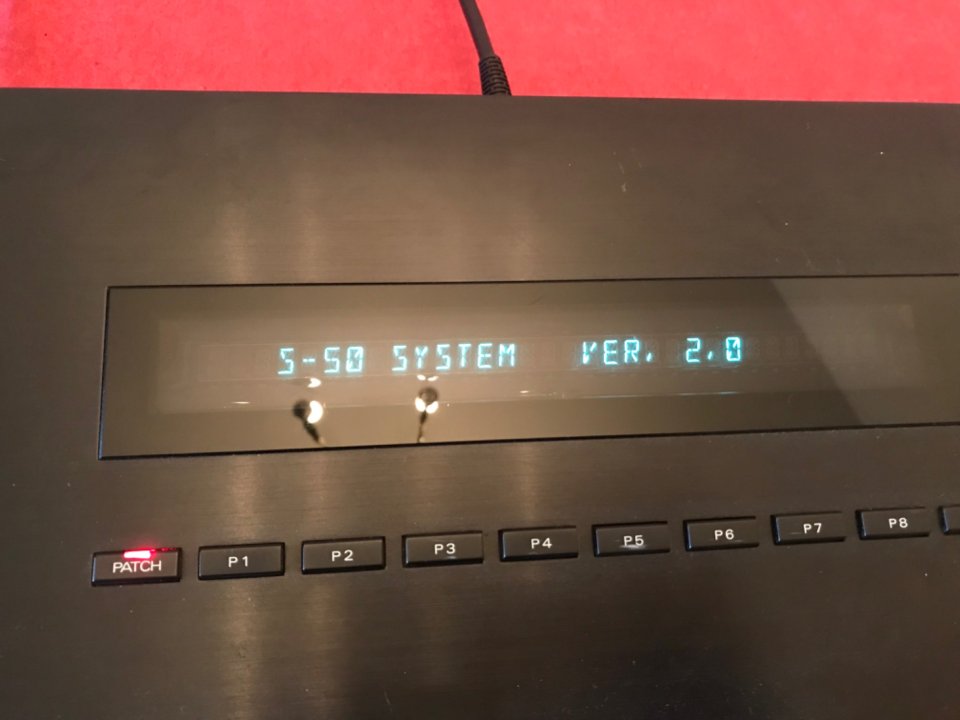 S-50 SYSTEM VER. 2.0
PATCH P1 P2 P3 P4 P5 P6 P7 P8